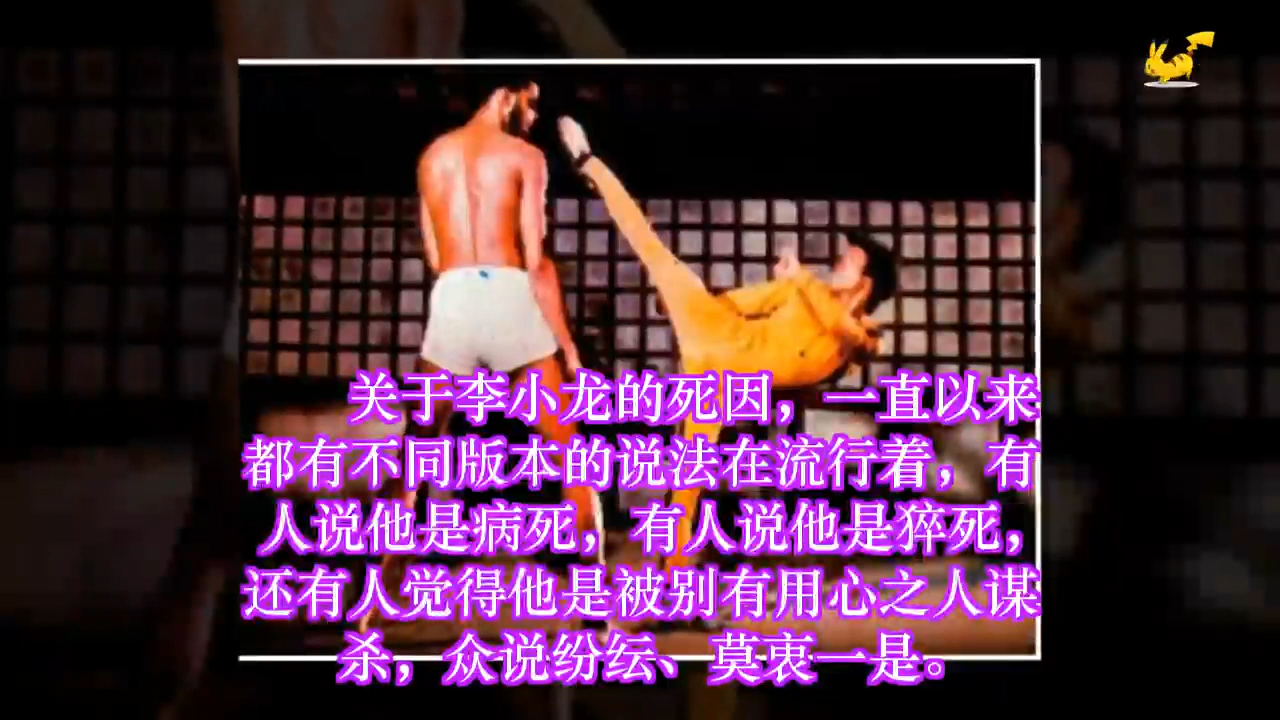 关于李小龙的死因，一直以来
都有不同版本的说法在流行着，有
人说他是病死，有人说他是猝死，
还有人觉得他是被别有用心之人谋
杀，众说纷纭、莫衷一是。